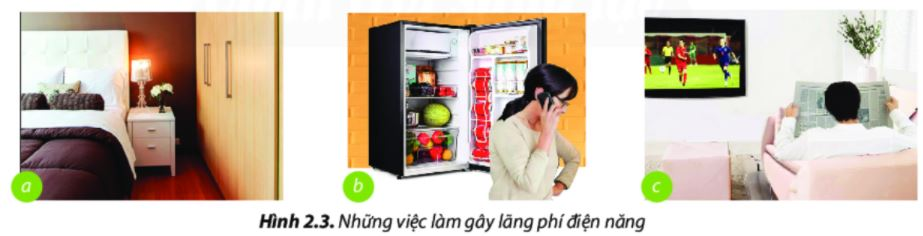 a
b
c
Hình 2.3. Những việc làm gây lãng phí điện năng